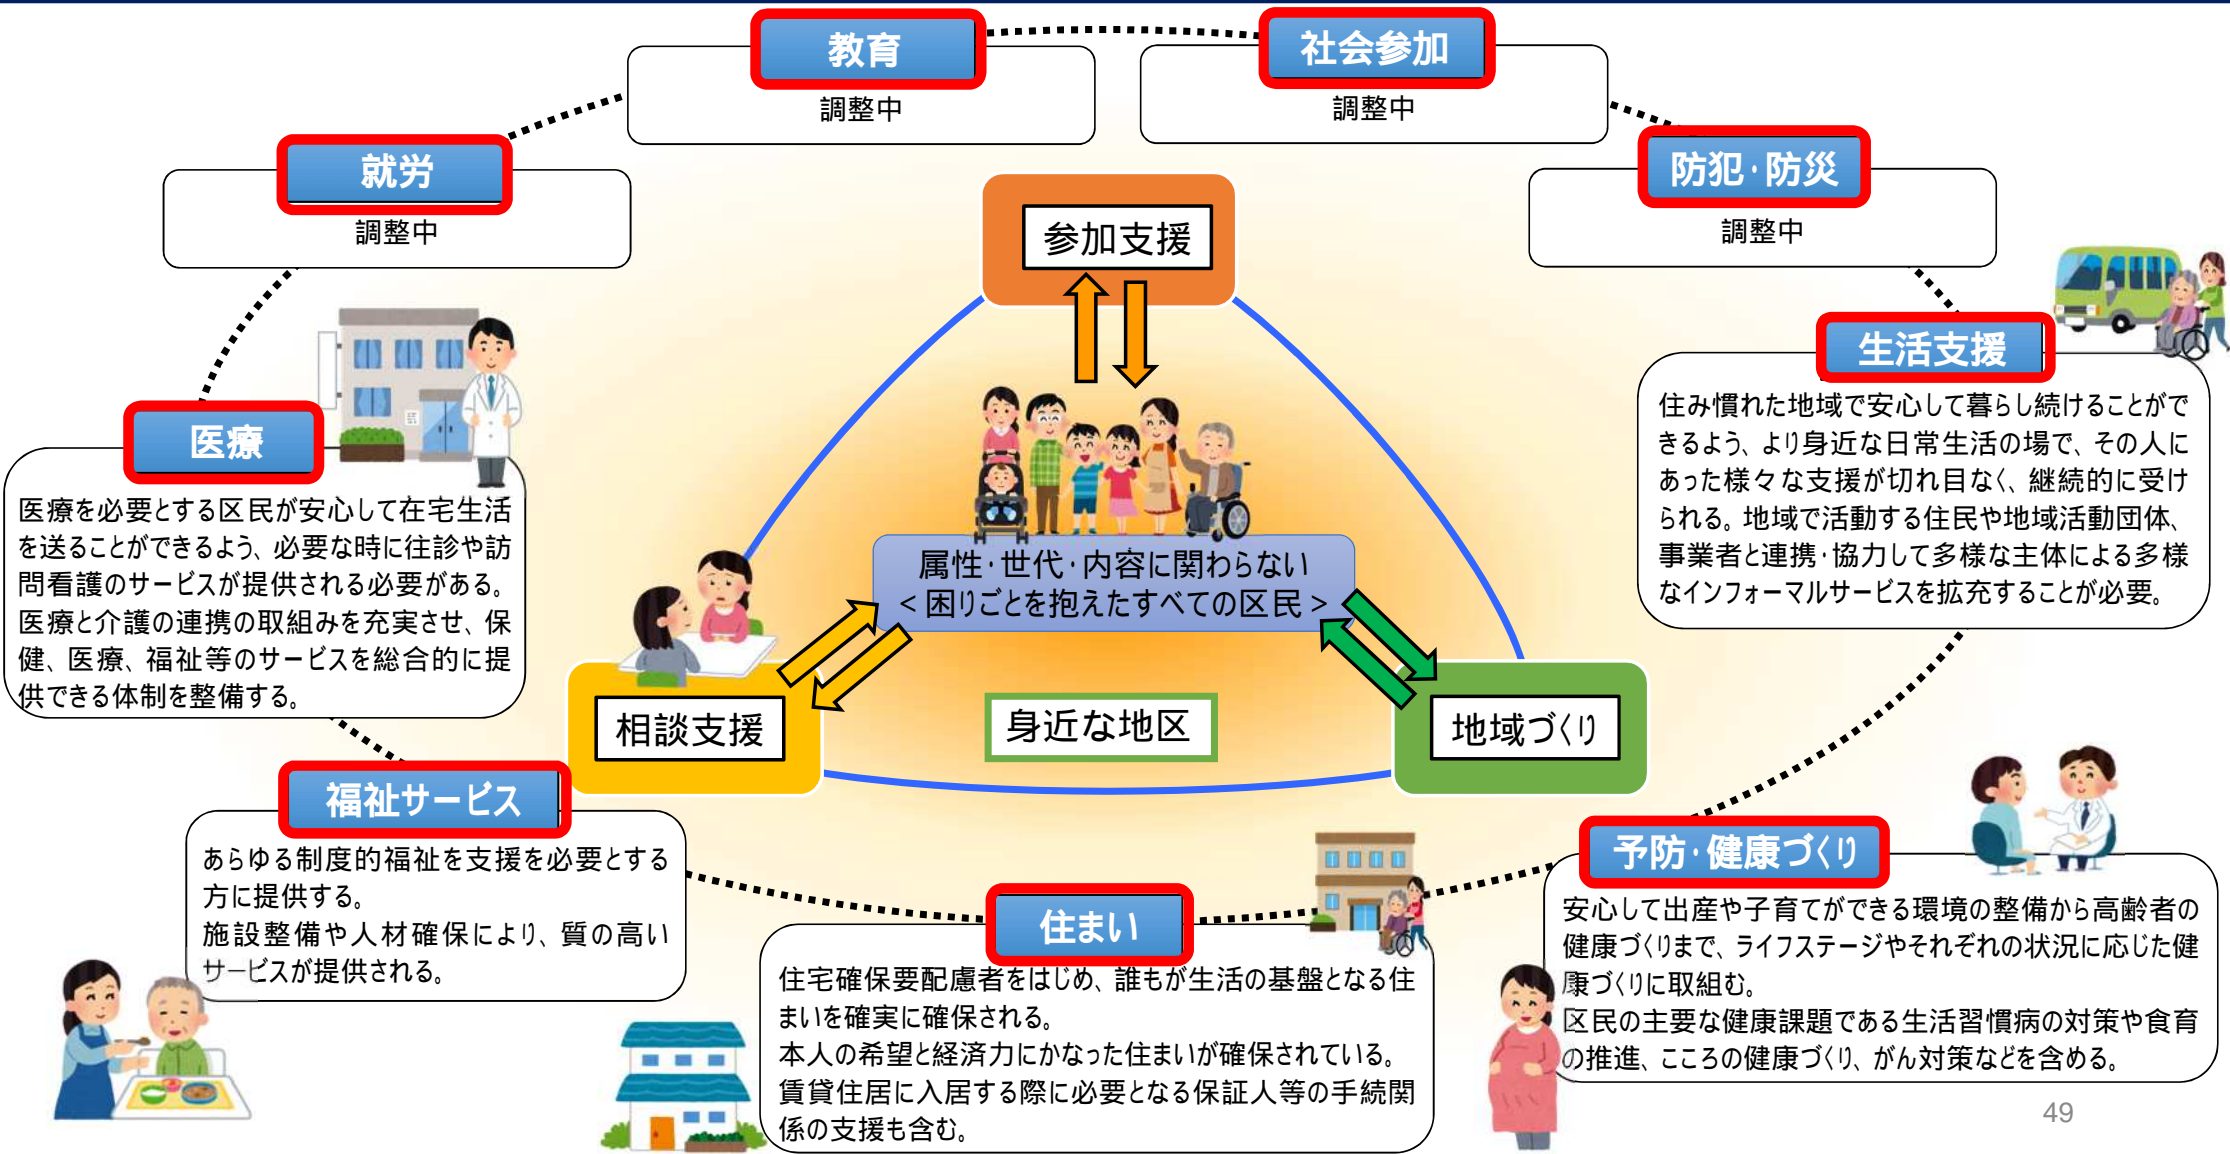 教育
調整中
社会参加
調整中
就労
調整中
防犯・防災
調整中
参加支援
生活支援
住み慣れた地域で安心して暮らし続けることがで
きるよう、より身近な日常生活の場で、その人に
あった様々な支援が切れ目なく、継続的に受け
られる。地域で活動する住民や地域活動団体、
事業者と連携・協力して多様な主体による多様
なインフォーマルサービスを拡充することが必要。
医療
医療を必要とする区民が安心して在宅生活
を送ることができるよう、必要な時に往診や訪
問看護のサービスが提供される必要がある。
医療と介護の連携の取組みを充実させ、保
健、医療、福祉等のサービスを総合的に提
供できる体制を整備する。
属性・世代・内容に関わらない
<困りごとを抱えたすべての区民>
相談支援
身近な地区
地域づくり
福祉サービス
あらゆる制度的福祉を支援を必要とする
方に提供する。
施設整備や人材確保により、質の高い
サービスが提供される。
住まい
住宅確保要配慮者をはじめ、誰もが生活の基盤となる住
まいを確実に確保される。
本人の希望と経済力にかなった住まいが確保されている。
賃貸住居に入居する際に必要となる保証人等の手続関
係の支援も含む。
予防・健康づくり
安心して出産や子育てができる環境の整備から高齢者の
健康づくりまで、ライフステージやそれぞれの状況に応じた健
康づくりに取組む。
区民の主要な健康課題である生活習慣病の対策や食育
の推進、こころの健康づくり、がん対策などを含める。
49